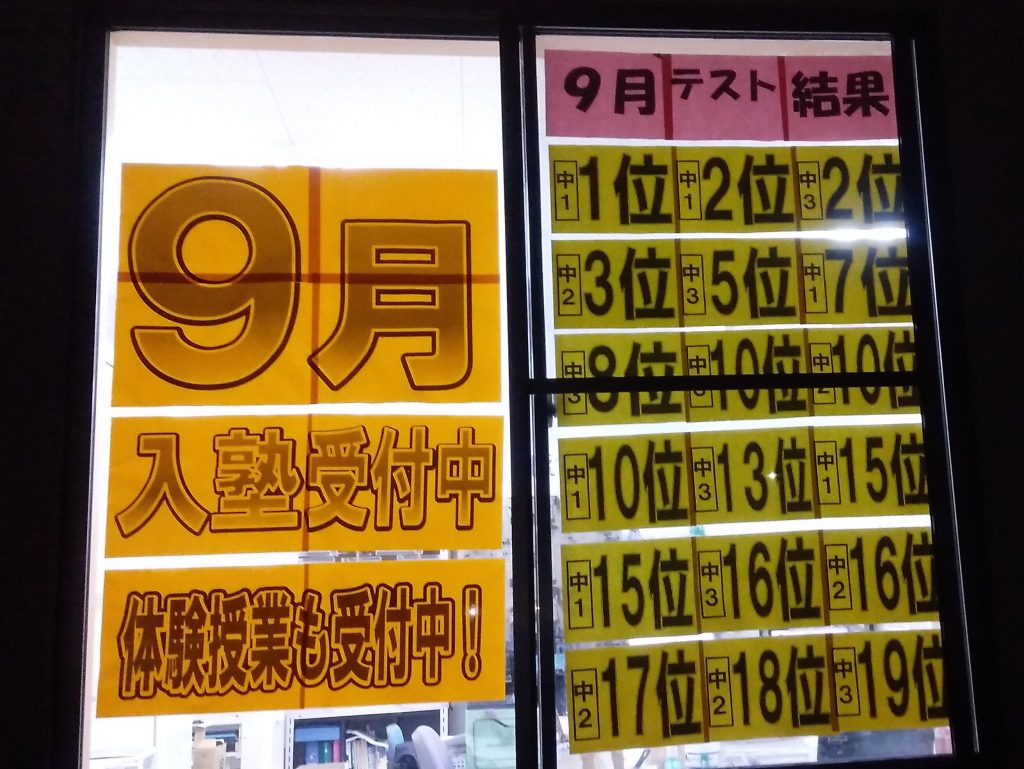 9月
入塾受付中
体験授業も受付中!
9月テスト結果
中1 1位 中1 2位 中3 2位
中2 3位 中3 5位 中1 7位
中3 8位 10位 中2 10位
中1 10位 中3 13位 中1 15位
中1 15位 中3 16位 中2 16位
中2 17位 中2 18位 中3 19位